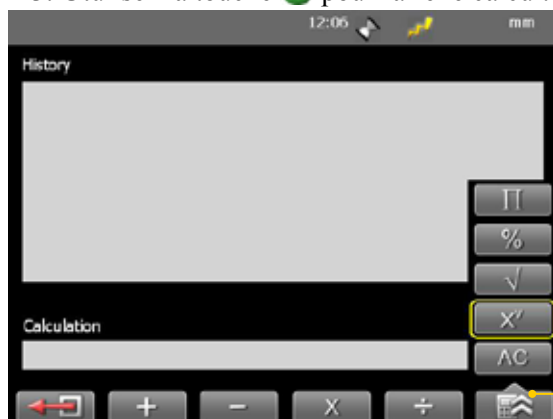 12:06 mm
History
Π
%
√
Xʸ
Calculation
AC
+ − X ÷